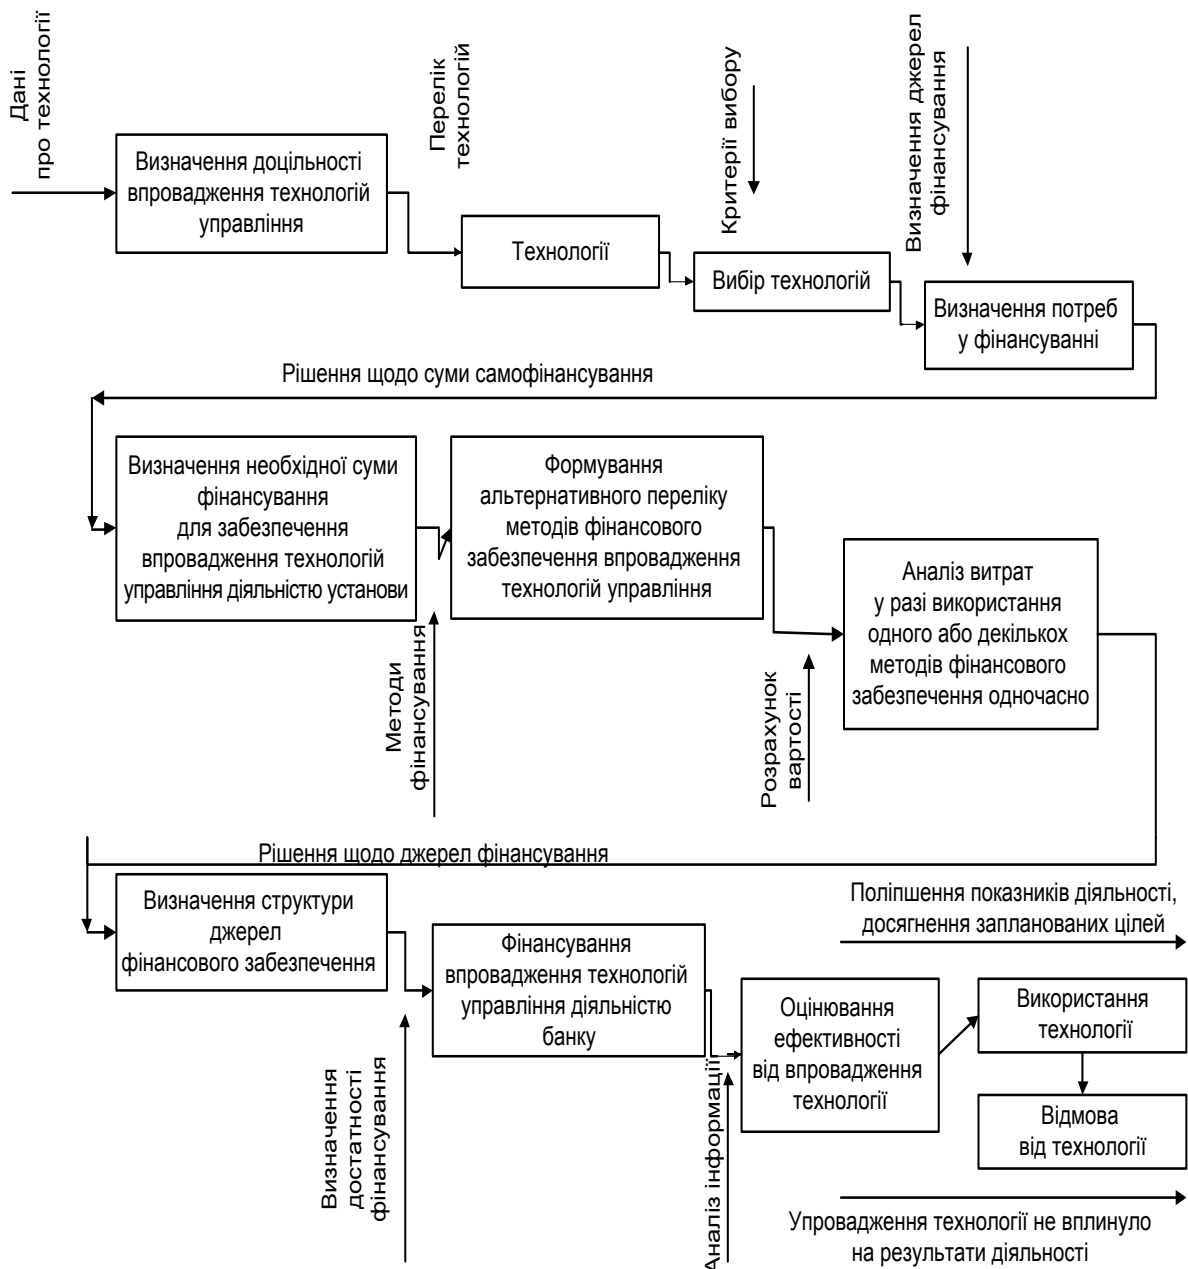 Дані
про технології
Визначення доцільності
впровадження технологій
управління
Перелік
технологій
Технології
Критерії вибору
Вибір технологій
Визначення джерел
фінансування
Визначення потреб
у фінансуванні
Рішення щодо суми самофінансування
Визначення необхідної суми
фінансування
для забезпечення
впровадження технологій
управління діяльністю установи
Методи
фінансування
Формування
альтернативного переліку
методів фінансового
забезпечення впровадження
технологій управління
Розрахунок
вартості
Аналіз витрат
у разі використання
одного або декількох
методів фінансового
забезпечення одночасно
Рішення щодо джерел фінансування
Визначення структури
джерел
фінансового забезпечення
Визначення
достатності
фінансування
Фінансування
впровадження технологій
управління діяльністю
банку
Аналіз інформації
Оцінювання
ефективності
від впровадження
технології
Поліпшення показників діяльності,
досягнення запланованих цілей
Використання
технології
Відмова
від технології
Упровадження технології не вплинуло
на результати діяльності